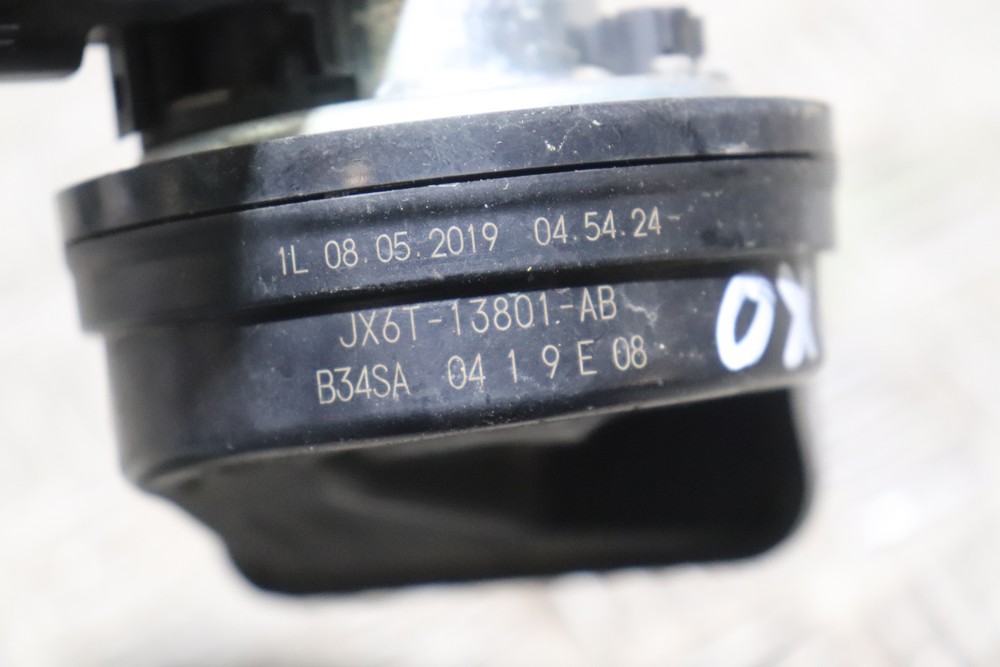 1L 08.05.2019 04.54.24
JX6T-13801-AB
B34SA 04 1 9 E 08
OX